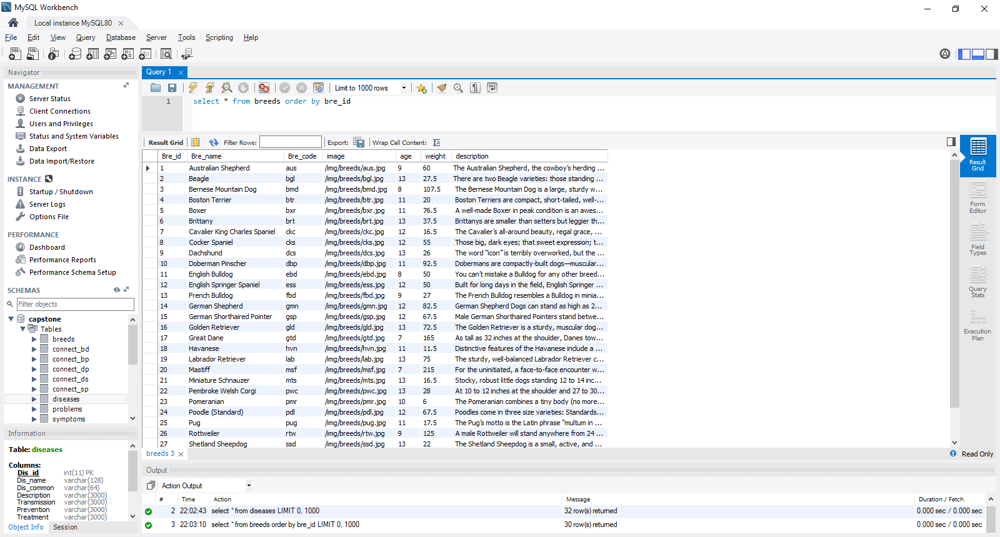 MySQL Workbench
Local instance MySQL80
File Edit View Query Database Server Tools Scripting Help
Navigator
MANAGEMENT
Server Status
Client Connections
Users and Privileges
Status and System Variables
Data Export
Data Import/Restore
INSTANCE
Startup / Shutdown
Server Logs
Options File
PERFORMANCE
Dashboard
Performance Reports
Performance Schema Setup
SCHEMAS
Filter objects
capstone
Tables
breeds
connect_bd
connect_bp
connect_dp
connect_ds
connect_sp
diseases
problems
symptoms
Information
Table: diseases
Columns:
Dis_id int(11) PK
Dis_name varchar(128)
Dis_common varchar(64)
Description varchar(3000)
Transmission varchar(3000)
Prevention varchar(3000)
Treatment varchar(3000)
Object Info Session
Query 1
Limit to 1000 rows
1 select * from breeds order by bre_id
Result Grid Filter Rows: Export: Wrap Cell Content:
Bre_id Bre_name Bre_code image age weight description
1 Australian Shepherd aus /img/breeds/aus.jpg 9 60 The Australian Shepherd, the cowboy's herding ...
2 Beagle bgl /img/breeds/bgl.jpg 13 27.5 There are two Beagle varieties: those standing ...
3 Bernese Mountain Dog bmd /img/breeds/bmd.jpg 8 107.5 The Bernese Mountain Dog is a large, sturdy w...
4 Boston Terrier btr /img/breeds/btr.jpg 11 20 Boston Terriers are compact, short-tailed, well-...
5 Boxer bxr /img/breeds/bxr.jpg 11 76.5 A well-made Boxer in peak condition is an awes...
6 Brittany brt /img/breeds/brt.jpg 13 37.5 Brittanys are smaller than setters but leggier th...
7 Cavalier King Charles Spaniel ckc /img/breeds/ckc.jpg 12 16.5 The Cavalier's all-around beauty, regal grace, ...
8 Cocker Spaniel cks /img/breeds/cks.jpg 12 55 Those big, dark eyes; that sweet expression; t...
9 Dachshund dcs /img/breeds/dcs.jpg 13 26 The word "icon" is terribly overworked, but the ...
10 Doberman Pinscher dbp /img/breeds/dbp.jpg 11 92.5 Dobermans are compactly-built dogs—muscular...
11 English Bulldog ebd /img/breeds/ebd.jpg 8 50 You can't mistake a Bulldog for any other breed...
12 English Springer Spaniel ess /img/breeds/ess.jpg 12 50 Built for long days in the field, English Springer ...
13 French Bulldog fbd /img/breeds/fbd.jpg 9 27 The French Bulldog resembles a Bulldog in minia...
14 German Shepherd gmn /img/breeds/gmn.jpg 12 82.5 German Shepherd Dogs can stand as high as 2...
15 German Shorthaired Pointer gsp /img/breeds/gsp.jpg 12 67.5 Male German Shorthaired Pointers stand betwe...
16 Golden Retriever gld /img/breeds/gld.jpg 13 72.5 The Golden Retriever is a sturdy, muscular dog...
17 Great Dane gtd /img/breeds/gtd.jpg 7 165 As tall as 32 inches at the shoulder, Danes tow...
18 Havanese hvn /img/breeds/hvn.jpg 11 11.5 Distinctive features of the Havanese include a ...
19 Labrador Retriever lab /img/breeds/lab.jpg 13 75 The sturdy, well-balanced Labrador Retriever c...
20 Mastiff msf /img/breeds/msf.jpg 7 215 For the uninitiated, a face-to-face encounter w...
21 Miniature Schnauzer mts /img/breeds/mts.jpg 13 16.5 Stocky, robust little dogs standing 12 to 14 inc...
22 Pembroke Welsh Corgi pwc /img/breeds/pwc.jpg 13 28 At 10 to 12 inches at the shoulder and 27 to 30...
23 Pomeranian pmr /img/breeds/pmr.jpg 10 6 The Pomeranian combines a tiny body (no more...
24 Poodle (Standard) pdl /img/breeds/pdl.jpg 12 67.5 Poodles come in three size varieties: Standards...
25 Pug pug /img/breeds/pug.jpg 11 17.5 The Pug's motto is the Latin phrase "multum in ...
26 Rottweiler rtw /img/breeds/rtw.jpg 9 125 A male Rottweiler will stand anywhere from 24 ...
27 Shetland Sheepdog ssd /img/breeds/ssd.jpg 13 22 The Shetland Sheepdog is a small, active, and ...
Result Grid
Form Editor
Field Types
Query Stats
Execution Plan
breeds 3
Read Only
Output
Action Output
# Time Action Message Duration / Fetch
2 22:02:43 select * from diseases LIMIT 0, 1000 32 row(s) returned 0.000 sec / 0.000 sec
3 22:03:10 select * from breeds order by bre_id LIMIT 0, 1000 30 row(s) returned 0.000 sec / 0.000 sec